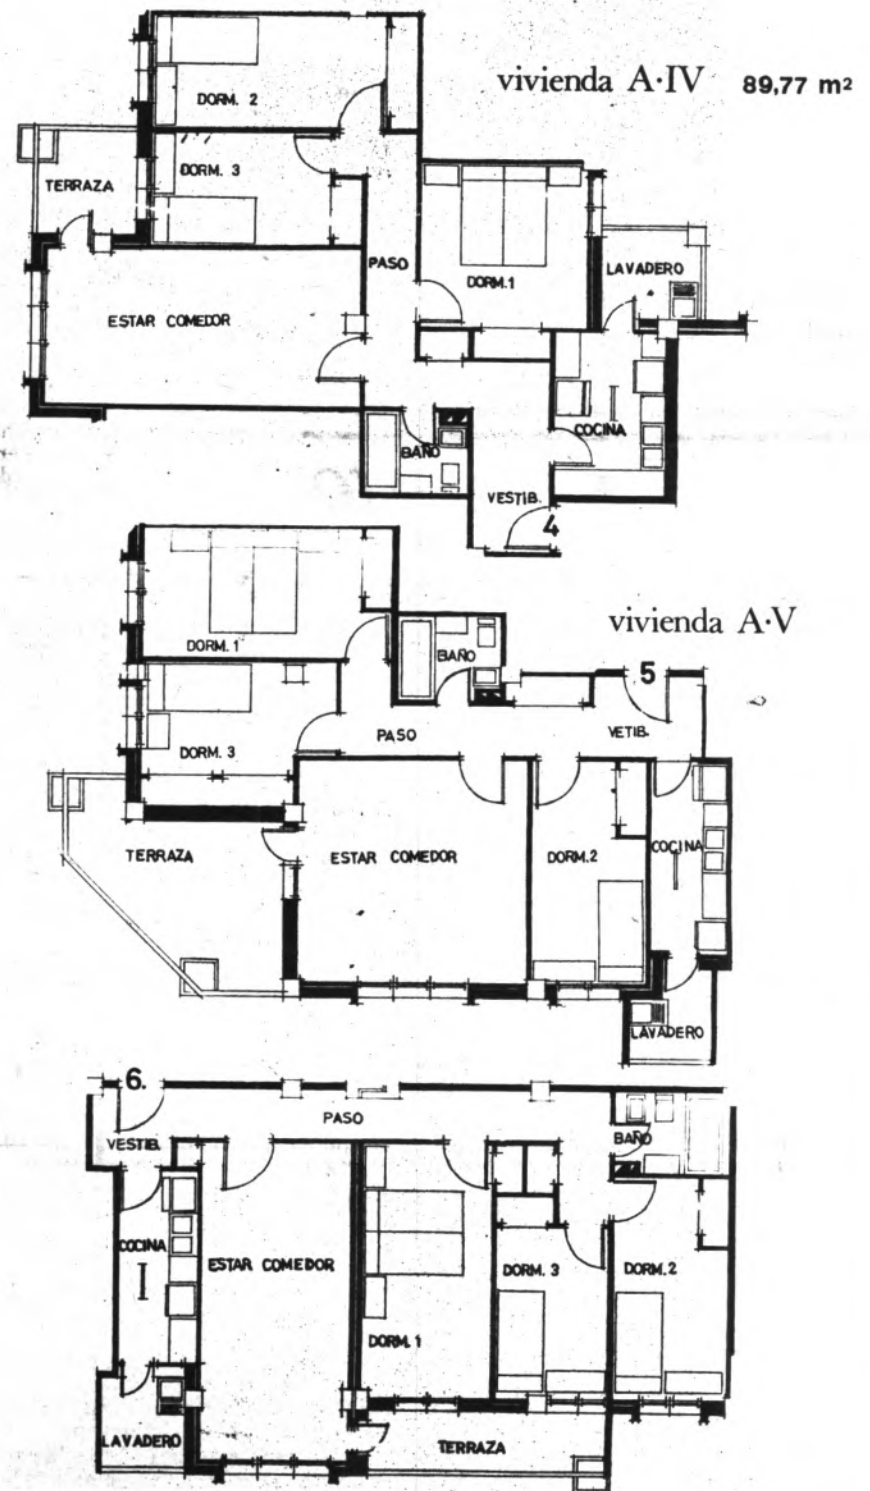 vivienda A·IV 89,77 m²
DORM. 2
DORM. 3
TERRAZA
PASO
DORM.1
LAVADERO
ESTAR COMEDOR
COCINA
BAÑO
VESTIB.
4
vivienda A·V
DORM. 1
BAÑO
5
DORM. 3
PASO
VETIB.
TERRAZA
ESTAR COMEDOR
DORM.2
COCINA
LAVADERO
6.
PASO
VESTIB.
BAÑO
COCINA
ESTAR COMEDOR
DORM. 3
DORM.2
DORM. 1
LAVADERO
TERRAZA